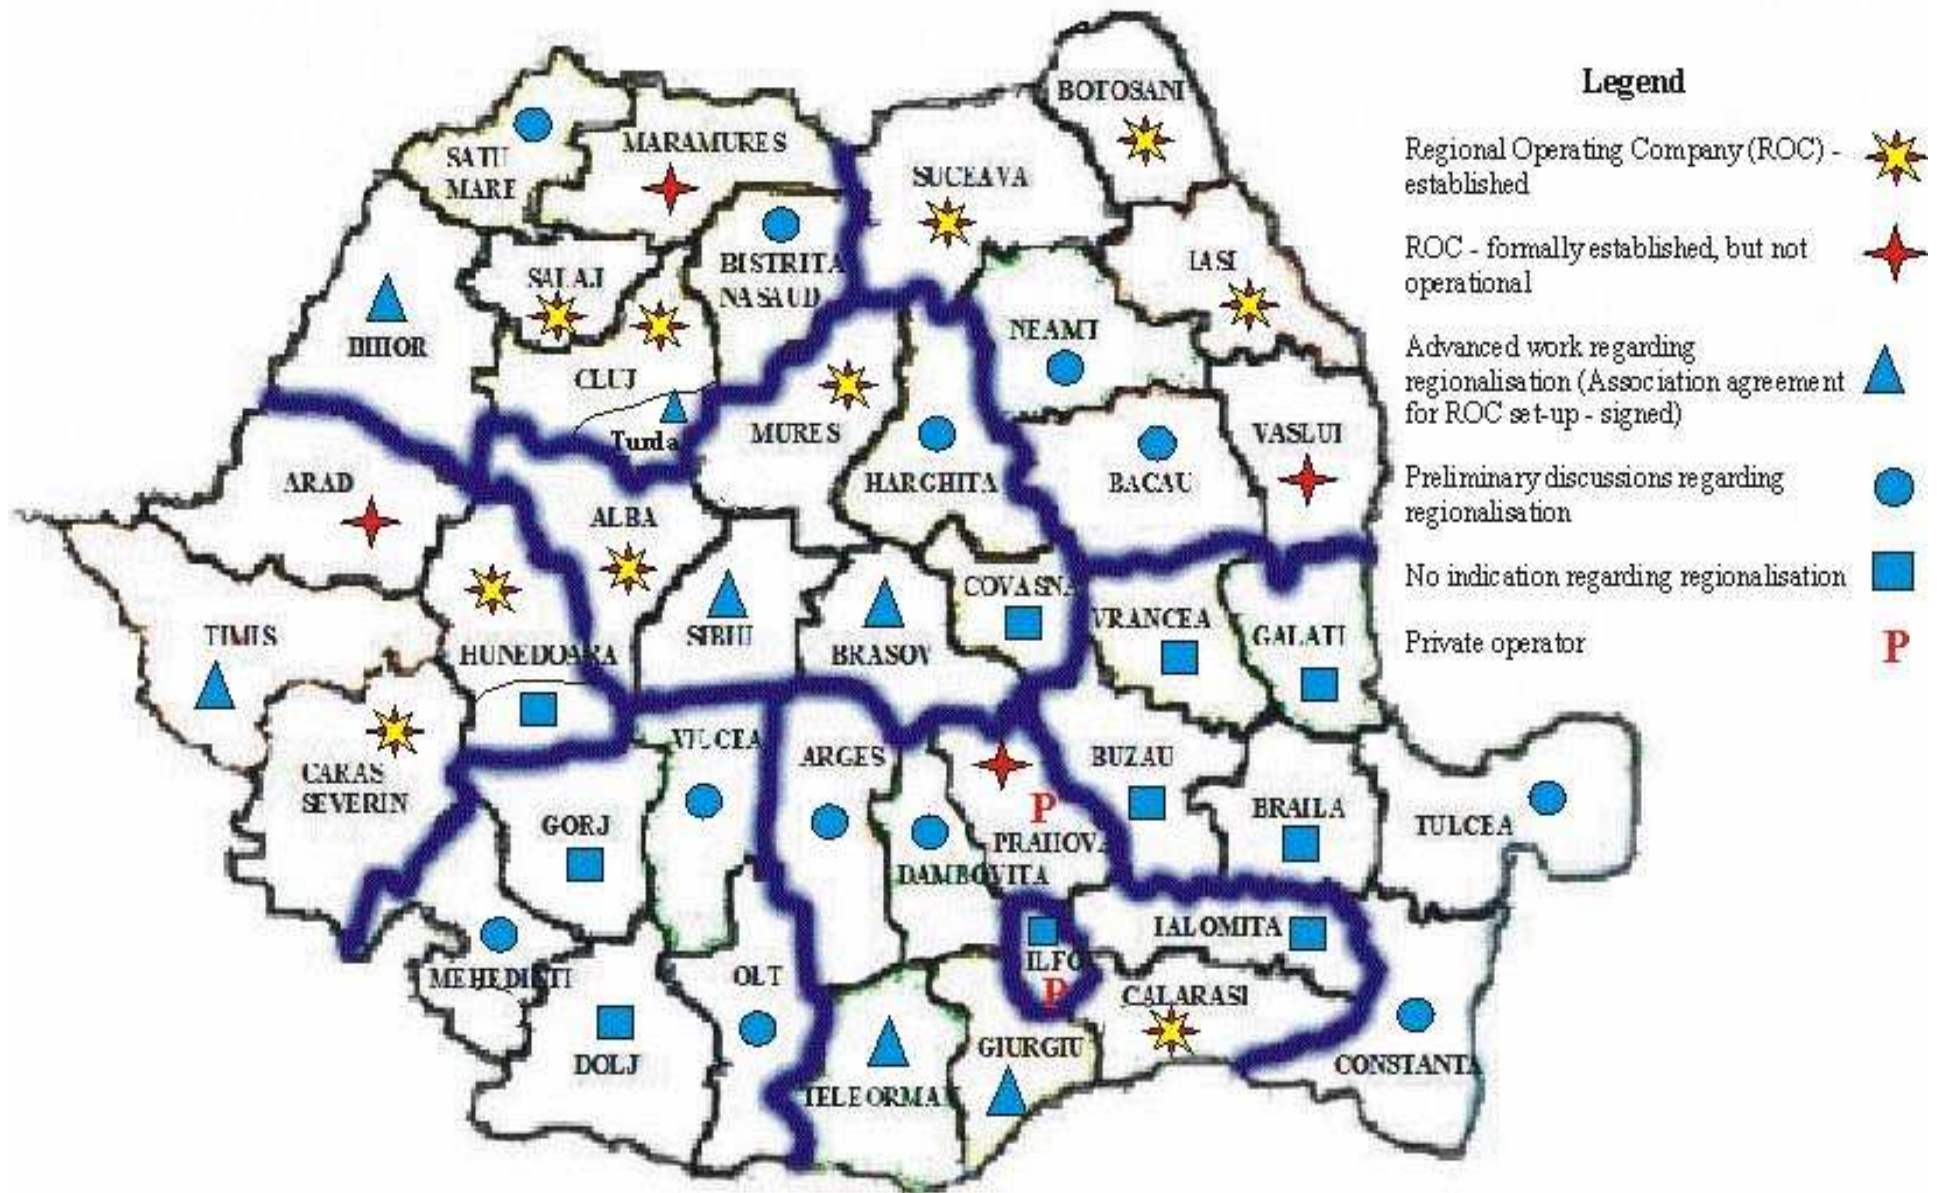 BOTOSANI
Legend
MARAMURES
SATU
MARE
SUCEAVA
Regional Operating Company (ROC) -
established
IASI
BISTRITA
NASAUD
SALAJ
ROC - formally established, but not
operational
NEAMT
BIHOR
CLUJ
Advanced work regarding
regionalisation (Association agreement
for ROC set-up - signed)
Turda
MURES
VASLUI
ARAD
HARGHITA
BACAU
Preliminary discussions regarding
regionalisation
ALBA
No indication regarding regionalisation
COVASNA
VRANCEA
TIMIS
SIBIU
GALATI
HUNEDOARA
BRASOV
Private operator
P
VILCEA
ARGES
BUZAU
CARAS
SEVERIN
P
BRAILA
GORJ
TULCEA
PRAHOVA
DAMBOVITA
IALOMITA
ILFO
MEHEDINTI
OLT
P
CALARASI
GIURGIU
DOLJ
CONSTANTA
TELEORMAN